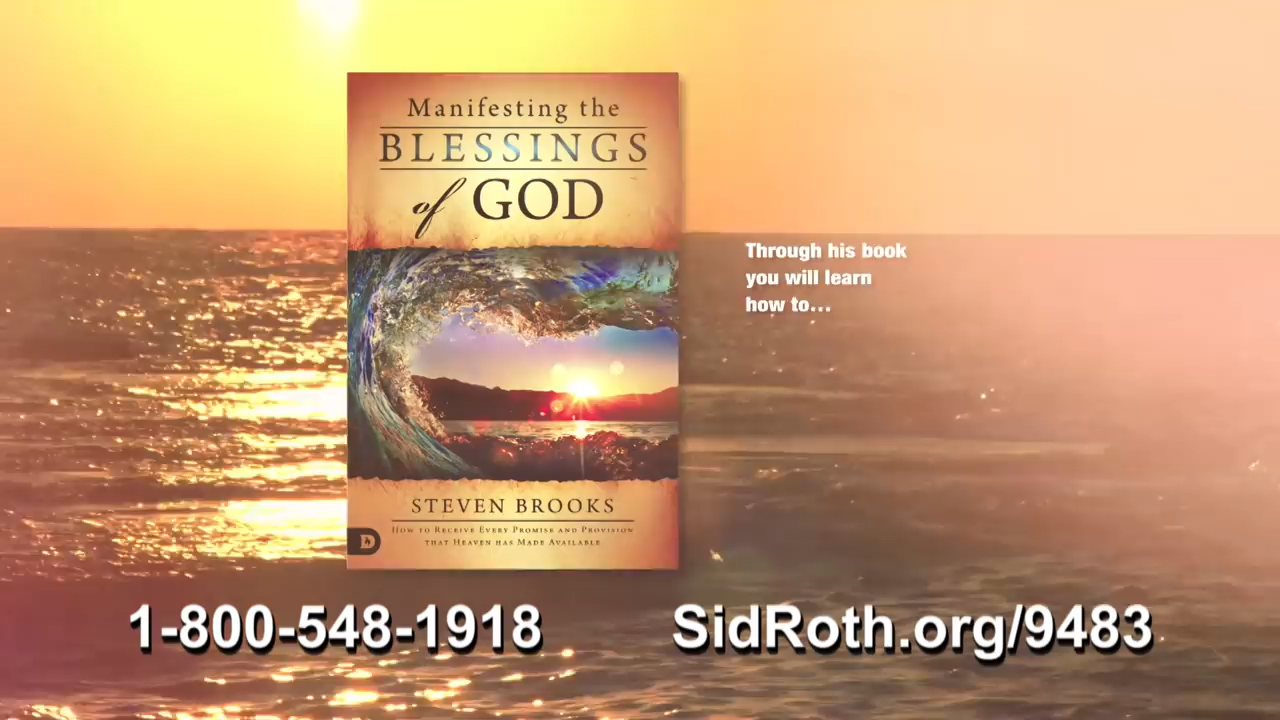 Manifesting the
BLESSINGS
of GOD
Through his book
you will learn
how to...
STEVEN BROOKS
HOW TO RECEIVE EVERY PROMISE AND PROVISION
THAT HEAVEN HAS MADE AVAILABLE
D
1-800-548-1918
SidRoth.org/9483